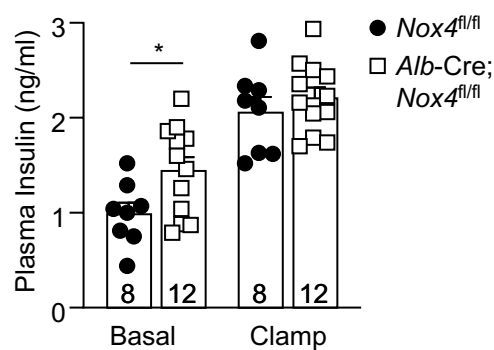 Plasma Insulin (ng/ml)
3
2
1
0
*
8
12
8
12
Basal
Clamp
Nox4fl/fl
Alb-Cre;
Nox4fl/fl